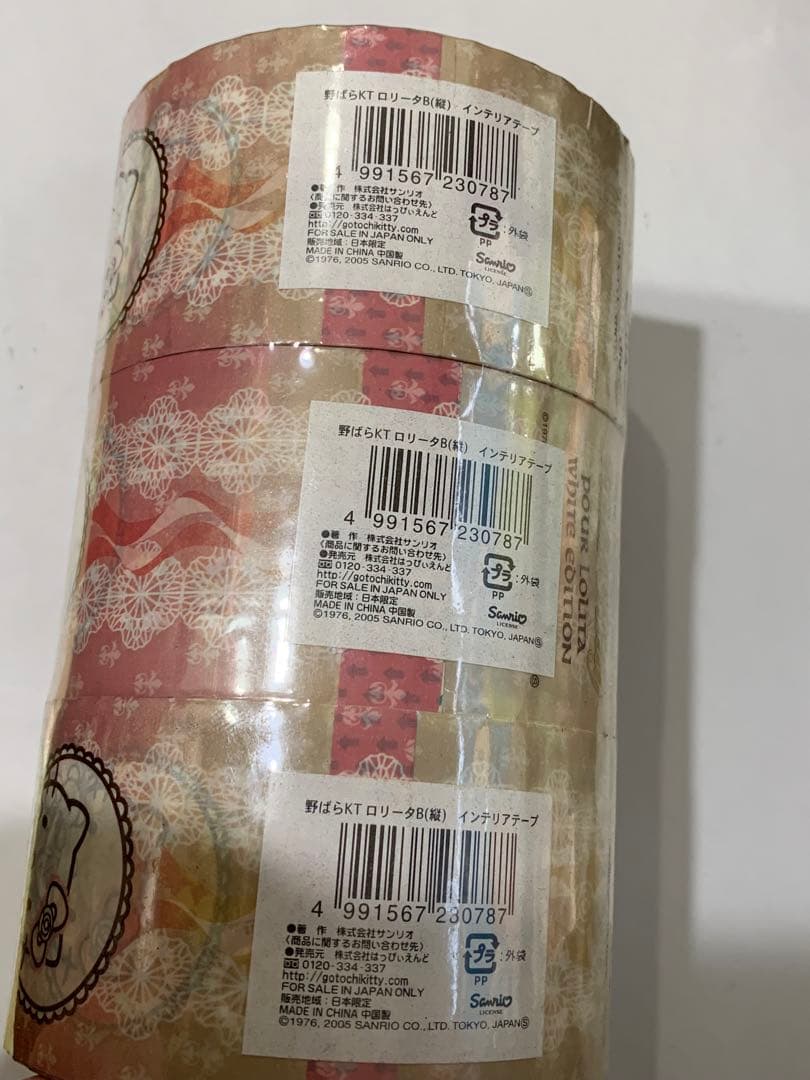 野ばらKT ロリータB(縦) インテリアテープ
4 991567 230787
●著 作 株式会社サンリオ
〈商品に関するお問い合わせ先〉
●発売元 株式会社はっぴぃえんど
0120-334-337
http://gotochikitty.com
FOR SALE IN JAPAN ONLY
販売地域：日本限定
MADE IN CHINA 中国製
©1976, 2005 SANRIO CO., LTD. TOKYO, JAPAN Ⓢ
プラ :外袋
PP
Sanrio
LICENSE
野ばらKT ロリータB(縦) インテリアテープ
4 991567 230787
●著 作 株式会社サンリオ
〈商品に関するお問い合わせ先〉
●発売元 株式会社はっぴぃえんど
0120-334-337
http://gotochikitty.com
FOR SALE IN JAPAN ONLY
販売地域：日本限定
MADE IN CHINA 中国製
©1976, 2005 SANRIO CO., LTD. TOKYO, JAPAN Ⓢ
プラ :外袋
PP
Sanrio
LICENSE
©197
POUR LOLITA
WHITE EDITION
野ばらKT ロリータB(縦) インテリアテープ
4 991567 230787
●著 作 株式会社サンリオ
〈商品に関するお問い合わせ先〉
●発売元 株式会社はっぴぃえんど
0120-334-337
http://gotochikitty.com
FOR SALE IN JAPAN ONLY
販売地域：日本限定
MADE IN CHINA 中国製
©1976, 2005 SANRIO CO., LTD. TOKYO, JAPAN Ⓢ
プラ :外袋
PP
Sanrio
LICENSE